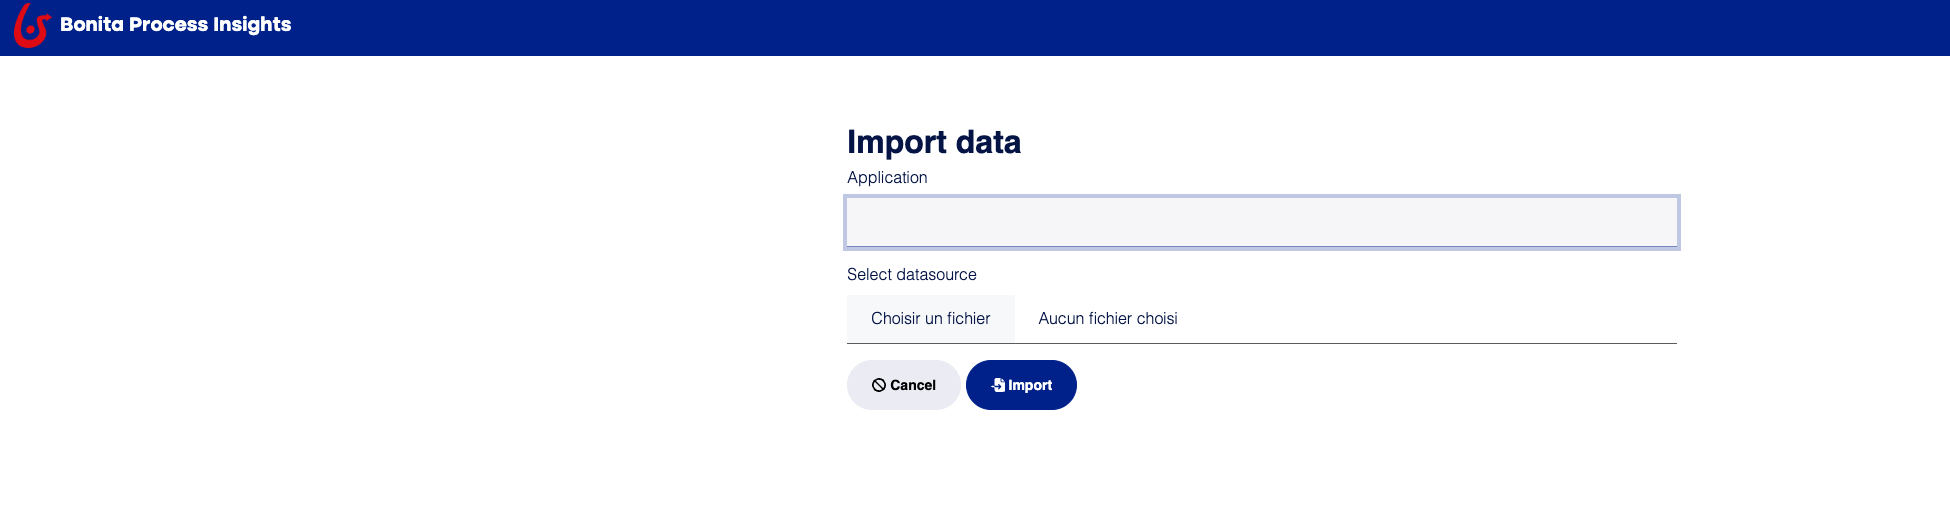 Bonita Process Insights
Import data
Application
Select datasource
Choisir un fichier Aucun fichier choisi
Cancel Import